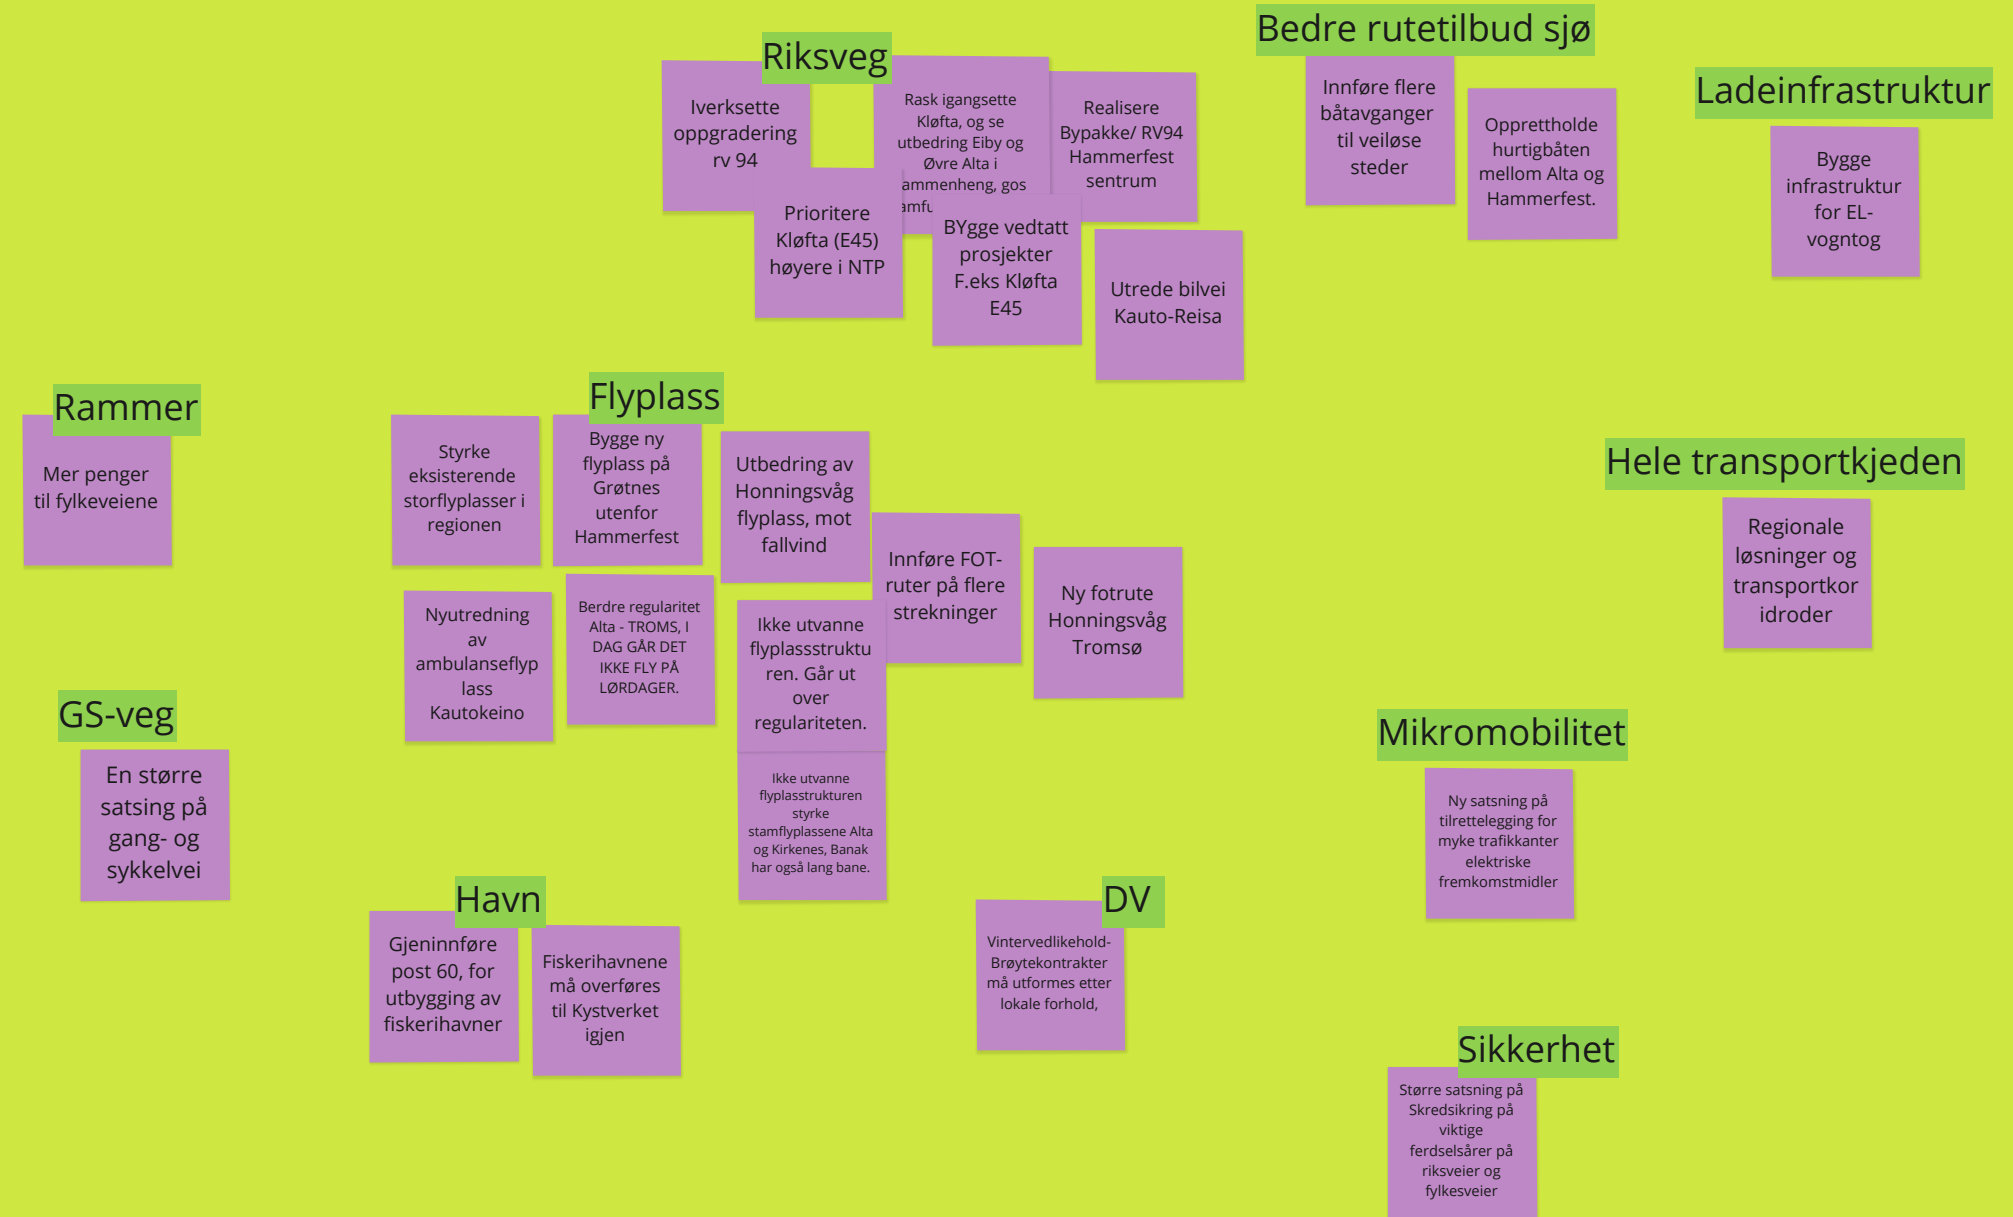 Bedre rutetilbud sjø
Innføre flere
båtavganger
til veiløse
steder
Opprettholde
hurtigbåten
mellom Alta og
Hammerfest.
Riksveg
Iverksette
oppgradering
rv 94
Rask igangsette
Kløfta, og se
utbedring Eiby og
Øvre Alta i
ammenheng, gos
Realisere
Bypakke/ RV94
Hammerfest
sentrum
Prioritere
Kløfta (E45)
høyere i NTP
BYgge vedtatt
prosjekter
F.eks Kløfta
E45
Utrede bilvei
Kauto-Reisa
Ladeinfrastruktur
Bygge
infrastruktur
for EL-
vogntog
Rammer
Mer penger
til fylkeveiene
Flyplass
Styrke
eksisterende
storflyplasser i
regionen
Bygge ny
flyplass på
Grøtnes
utenfor
Hammerfest
Utbedring av
Honningsvåg
flyplass, mot
fallvind
Innføre FOT-
ruter på flere
strekninger
Ny fotrute
Honningsvåg
Tromsø
Nyutredning
av
ambulanseflyp
lass
Kautokeino
Berdre regularitet
Alta - TROMS, I
DAG GÅR DET
IKKE FLY PÅ
LØRDAGER.
Ikke utvanne
flyplassstruktu
ren. Går ut
over
regulariteten.
Ikke utvanne
flyplasstrukturen
styrke
stamflyplassene Alta
og Kirkenes, Banak
har også lang bane.
Hele transportkjeden
Regionale
løsninger og
transportkor
idroder
GS-veg
En større
satsing på
gang- og
sykkelvei
Mikromobilitet
Ny satsning på
tilrettelegging for
myke trafikkanter
elektriske
fremkomstmidler
Havn
Gjeninnføre
post 60, for
utbygging av
fiskerihavner
Fiskerihavnene
må overføres
til Kystverket
igjen
DV
Vintervedlikehold-
Brøytekontrakter
må utformes etter
lokale forhold,
Sikkerhet
Større satsning på
Skredsikring på
viktige
ferdselsårer på
riksveier og
fylkesveier